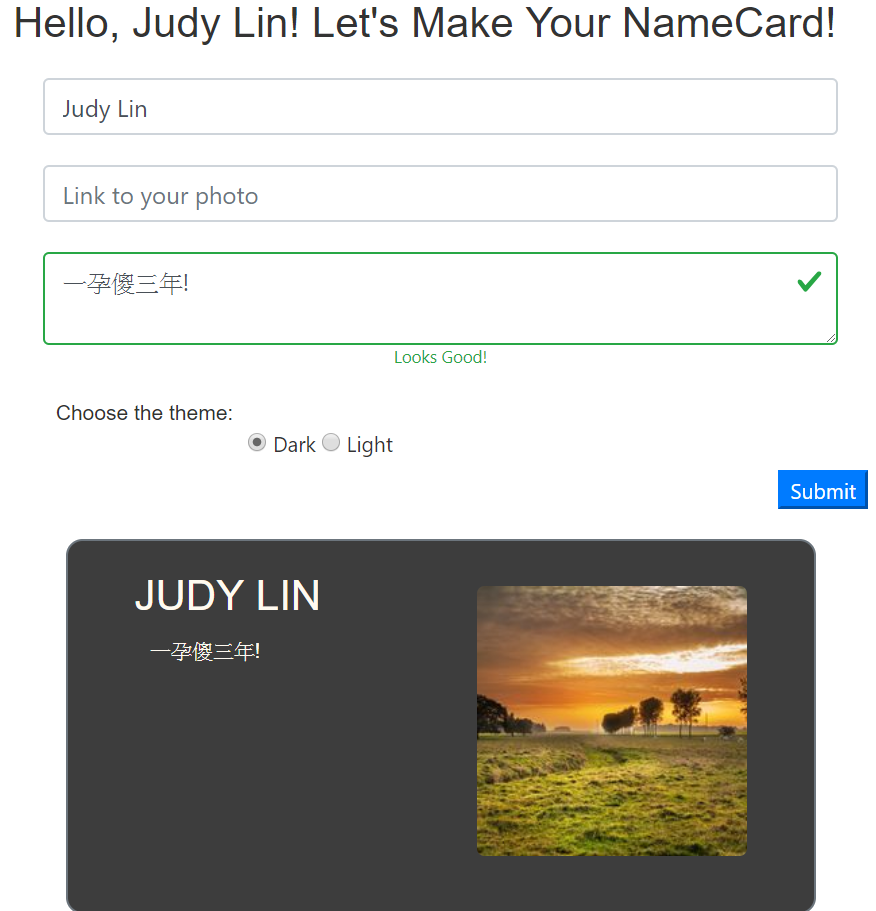 Hello, Judy Lin! Let's Make Your NameCard!
Judy Lin
Link to your photo
一孕傻三年!
Looks Good!
Choose the theme:
Dark Light
Submit
JUDY LIN
一孕傻三年!